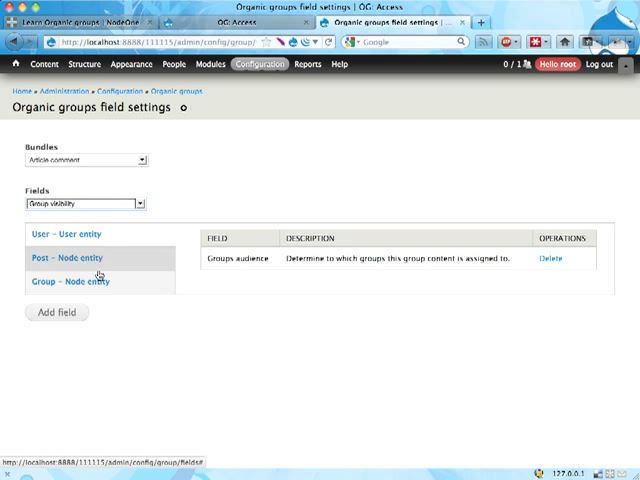 Organic groups field settings | OG: Access
Learn Organic groups | NodeOne
OG: Access
Organic groups field settings | ...
http://localhost:8888/111115/admin/config/group/
Google
Content Structure Appearance People Modules Configuration Reports Help
0 / 1
Hello root
Log out
Home » Administration » Configuration » Organic groups
Organic groups field settings
Bundles
Article comment
Fields
Group visibility
User - User entity
Post - Node entity
Group - Node entity
FIELD DESCRIPTION OPERATIONS
Groups audience Determine to which groups this group content is assigned to. Delete
Add field
http://localhost:8888/111115/admin/config/group/fields#
127.0.0.1